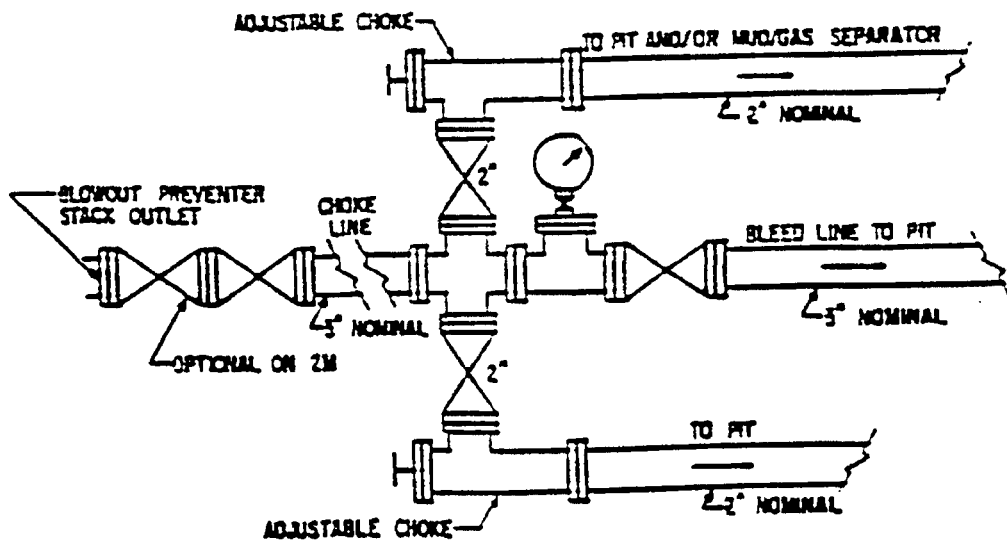 ADJUSTABLE CHOKE
TO PIT AND/OR MUD/GAS SEPARATOR
2" NOMINAL
2"
BLOWOUT PREVENTER
STACK OUTLET
CHOKE
LINE
BLEED LINE TO PIT
3" NOMINAL
3" NOMINAL
OPTIONAL ON 2M
2"
TO PIT
2" NOMINAL
ADJUSTABLE CHOKE